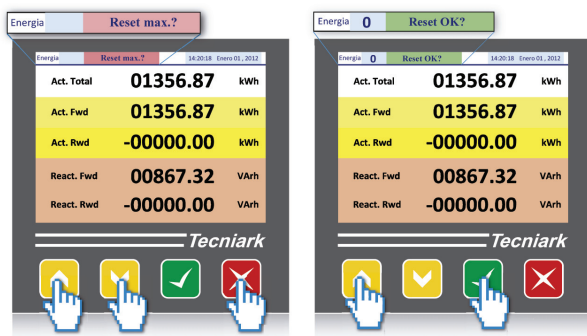 Energia Reset max.?
Energia Reset max.? 14:20:18 Enero 01 , 2012
Act. Total 01356.87 kWh
Act. Fwd 01356.87 kWh
Act. Rwd -00000.00 kWh
React. Fwd 00867.32 VArh
React. Rwd -00000.00 VArh
Tecniark
Energia 0 Reset OK?
Energia 0 Reset OK? 14:20:18 Enero 01 , 2012
Act. Total 01356.87 kWh
Act. Fwd 01356.87 kWh
Act. Rwd -00000.00 kWh
React. Fwd 00867.32 VArh
React. Rwd -00000.00 VArh
Tecniark